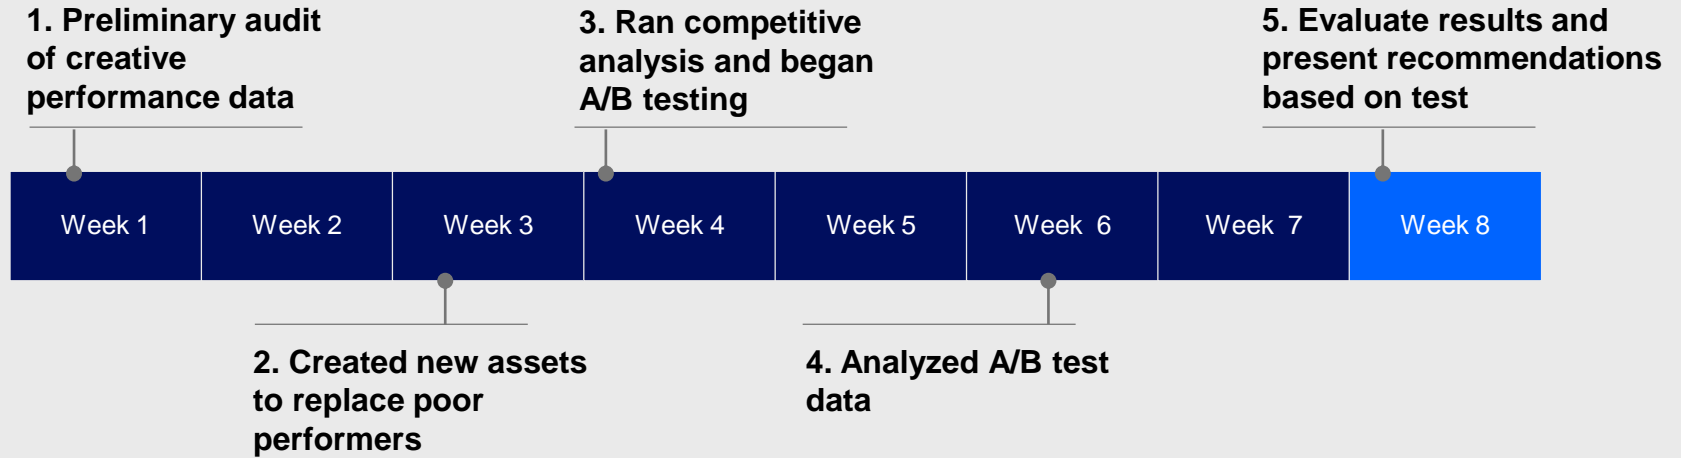 1. Preliminary audit
of creative
performance data
3. Ran competitive
analysis and began
A/B testing
5. Evaluate results and
present recommendations
based on test
Week 1
Week 2
Week 3
Week 4
Week 5
Week  6
Week  7
Week 8
2. Created new assets
to replace poor
performers
4. Analyzed A/B test
data